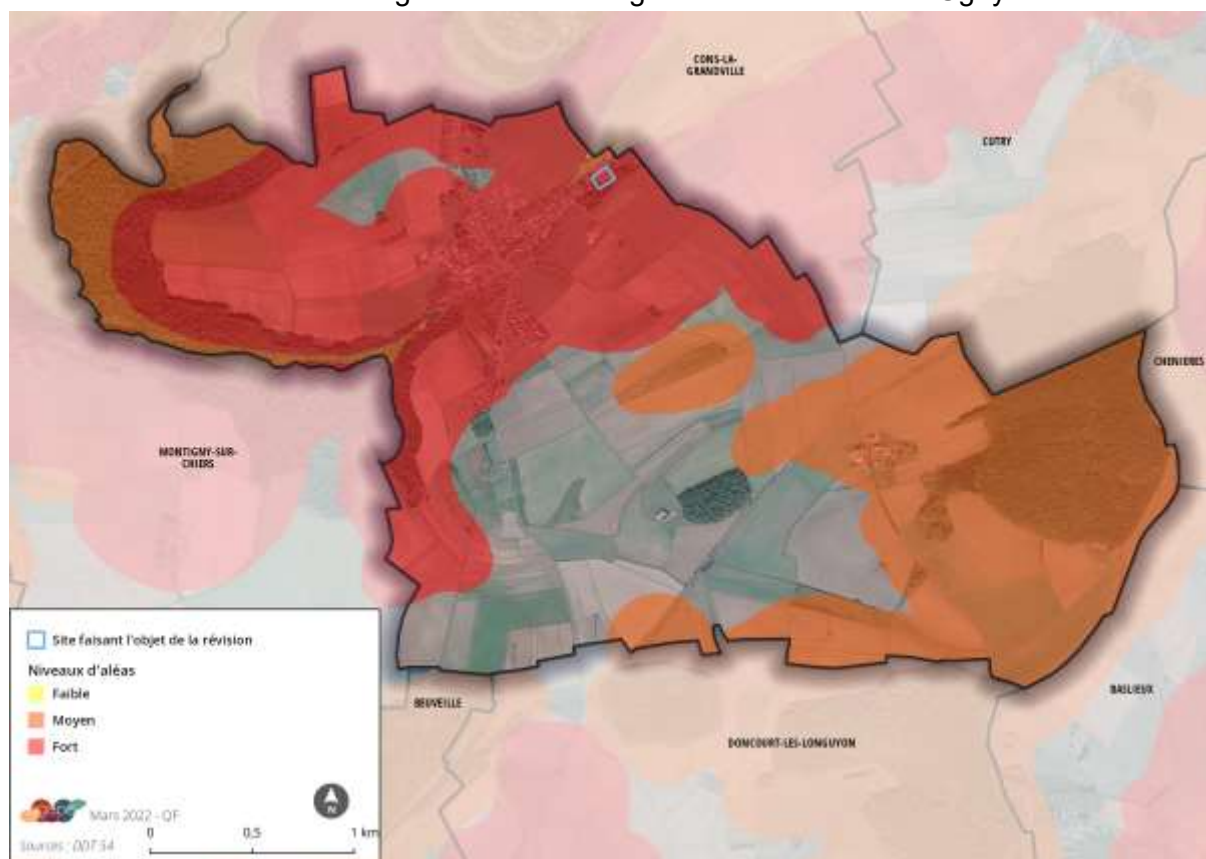 CONS-LA-
GRANDVILLE
CUTRY
CHENIERES
MONTIGNY-SUR-
CHIERS
BEUVEILLE
BASLIEUX
DONCOURT-LES-LONGUYON
Site faisant l'objet de la révision
Niveaux d'aléas
Faible
Moyen
Fort
N
Mars 2022 - QF
0 0,5 1 km
Sources : DDT 54